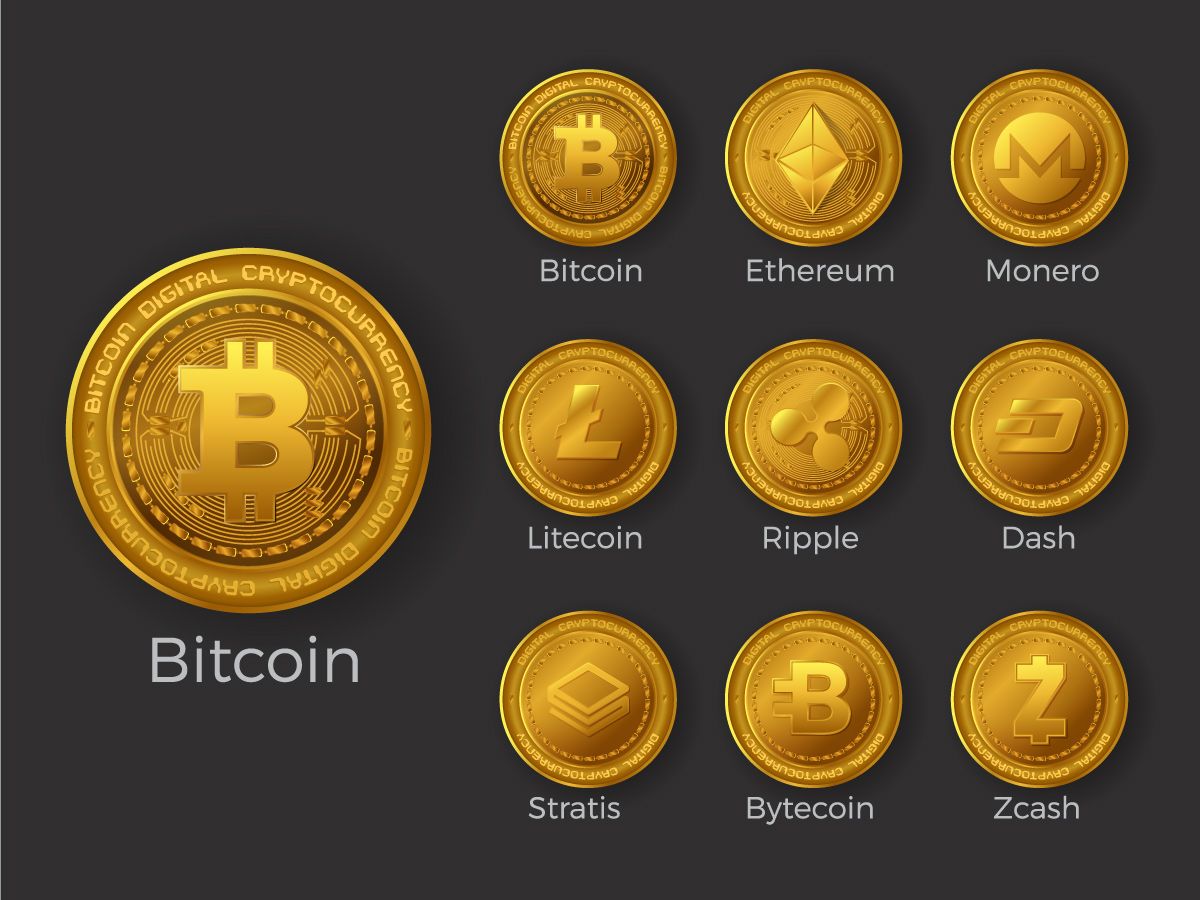 BITCOIN DIGITAL CRYPTOCURRENCY
BITCOIN DIGITAL CRYPTOCURRENCY
Bitcoin
BITCOIN DIGITAL CRYPTOCURRENCY
BITCOIN DIGITAL CRYPTOCURRENCY
Bitcoin
DIGITAL CRYPTOCURRENCY
DIGITAL CRYPTOCURRENCY
Ethereum
DIGITAL CRYPTOCURRENCY
DIGITAL CRYPTOCURRENCY
Monero
DIGITAL CRYPTOCURRENCY
DIGITAL CRYPTOCURRENCY
Litecoin
DIGITAL CRYPTOCURRENCY
DIGITAL CRYPTOCURRENCY
Ripple
DIGITAL CRYPTOCURRENCY
DIGITAL CRYPTOCURRENCY
Dash
DIGITAL CRYPTOCURRENCY
DIGITAL CRYPTOCURRENCY
Stratis
DIGITAL CRYPTOCURRENCY
DIGITAL CRYPTOCURRENCY
Bytecoin
DIGITAL CRYPTOCURRENCY
DIGITAL CRYPTOCURRENCY
Zcash